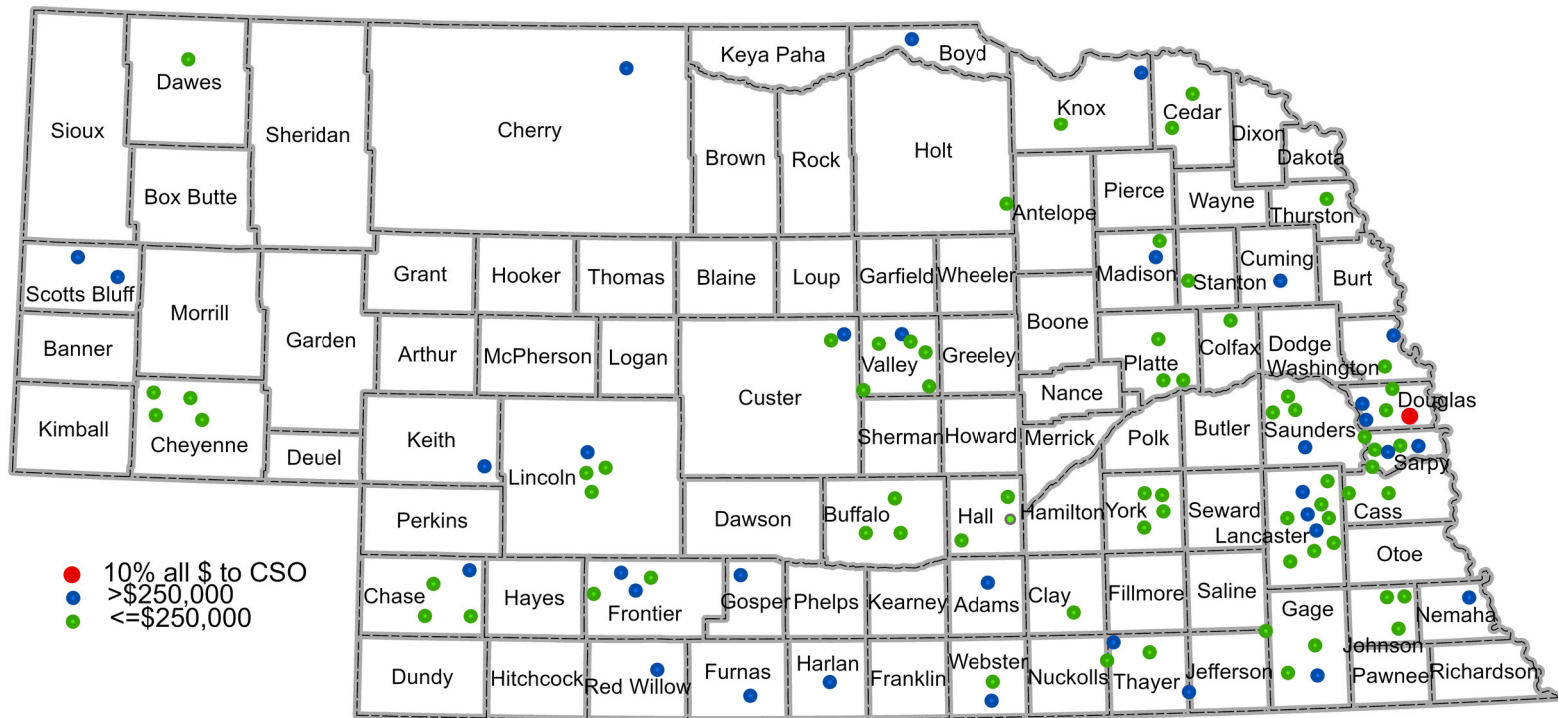 Keya Paha
Boyd
Dawes
Knox
Cedar
Sioux
Sheridan
Cherry
Dixon
Brown
Rock
Holt
Dakota
Box Butte
Pierce
Wayne
Antelope
Thurston
Grant
Hooker
Thomas
Blaine
Loup
Garfield
Wheeler
Madison
Stanton
Cuming
Burt
Scotts Bluff
Morrill
Garden
Banner
Arthur
McPherson
Logan
Custer
Valley
Greeley
Boone
Platte
Colfax
Dodge
Washington
Nance
Douglas
Kimball
Cheyenne
Deuel
Keith
Lincoln
Sherman
Howard
Merrick
Polk
Butler
Saunders
Sarpy
Perkins
Dawson
Buffalo
Hall
Hamilton
York
Seward
Lancaster
Cass
Otoe
10% all $ to CSO
>$250,000
<=$250,000
Chase
Hayes
Frontier
Gosper
Phelps
Kearney
Adams
Clay
Fillmore
Saline
Gage
Johnson
Nemaha
Dundy
Hitchcock
Red Willow
Furnas
Harlan
Franklin
Webster
Nuckolls
Thayer
Jefferson
Pawnee
Richardson